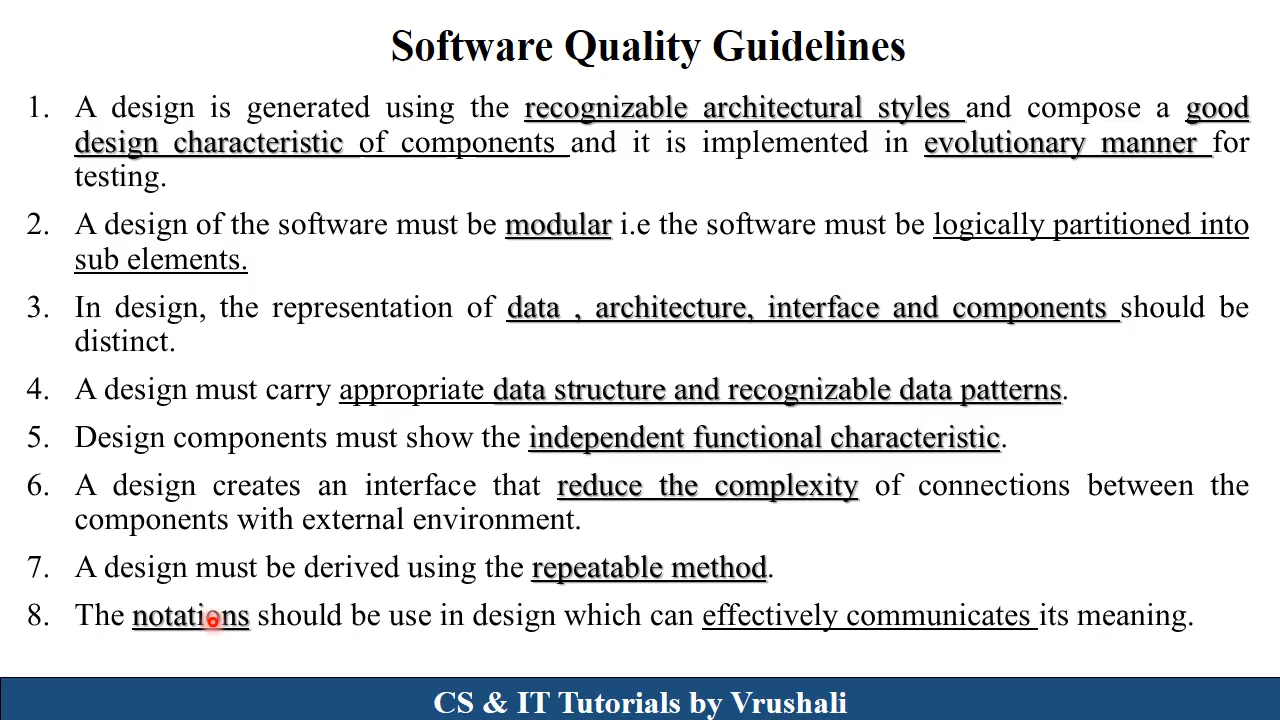 Software Quality Guidelines
1. A design is generated using the recognizable architectural styles and compose a good
design characteristic of components and it is implemented in evolutionary manner for
testing.
2. A design of the software must be modular i.e the software must be logically partitioned into
sub elements.
3. In design, the representation of data , architecture, interface and components should be
distinct.
4. A design must carry appropriate data structure and recognizable data patterns.
5. Design components must show the independent functional characteristic.
6. A design creates an interface that reduce the complexity of connections between the
components with external environment.
7. A design must be derived using the repeatable method.
8. The notations should be use in design which can effectively communicates its meaning.
CS & IT Tutorials by Vrushali